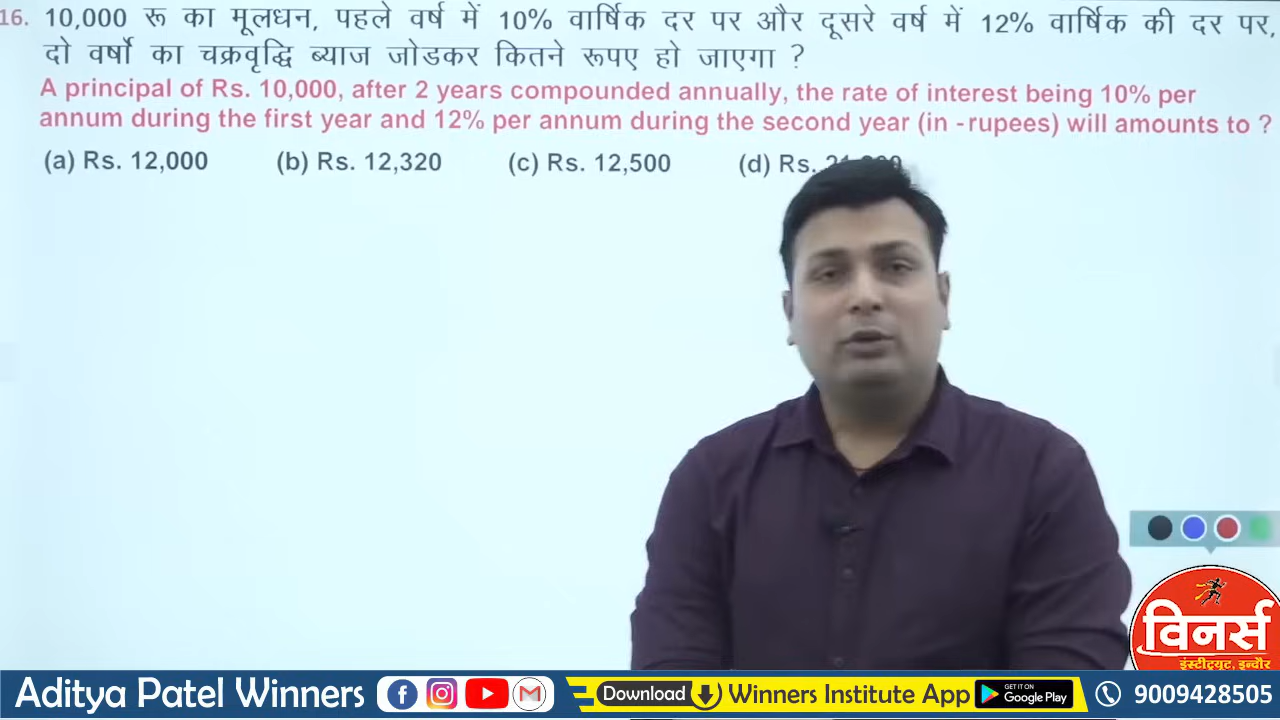 16. 10,000 रू का मूलधन, पहले वर्ष में 10% वार्षिक दर पर और दूसरे वर्ष में 12% वार्षिक की दर पर,
दो वर्षो का चक्रवृद्धि ब्याज जोडकर कितने रूपए हो जाएगा ?
A principal of Rs. 10,000, after 2 years compounded annually, the rate of interest being 10% per
annum during the first year and 12% per annum during the second year (in -rupees) will amounts to ?
(a) Rs. 12,000 (b) Rs. 12,320 (c) Rs. 12,500 (d) Rs.
विनर्स
इंस्टीट्यूट, इन्दौर
Aditya Patel Winners Download Winners Institute App GET IT ON Google Play 9009428505